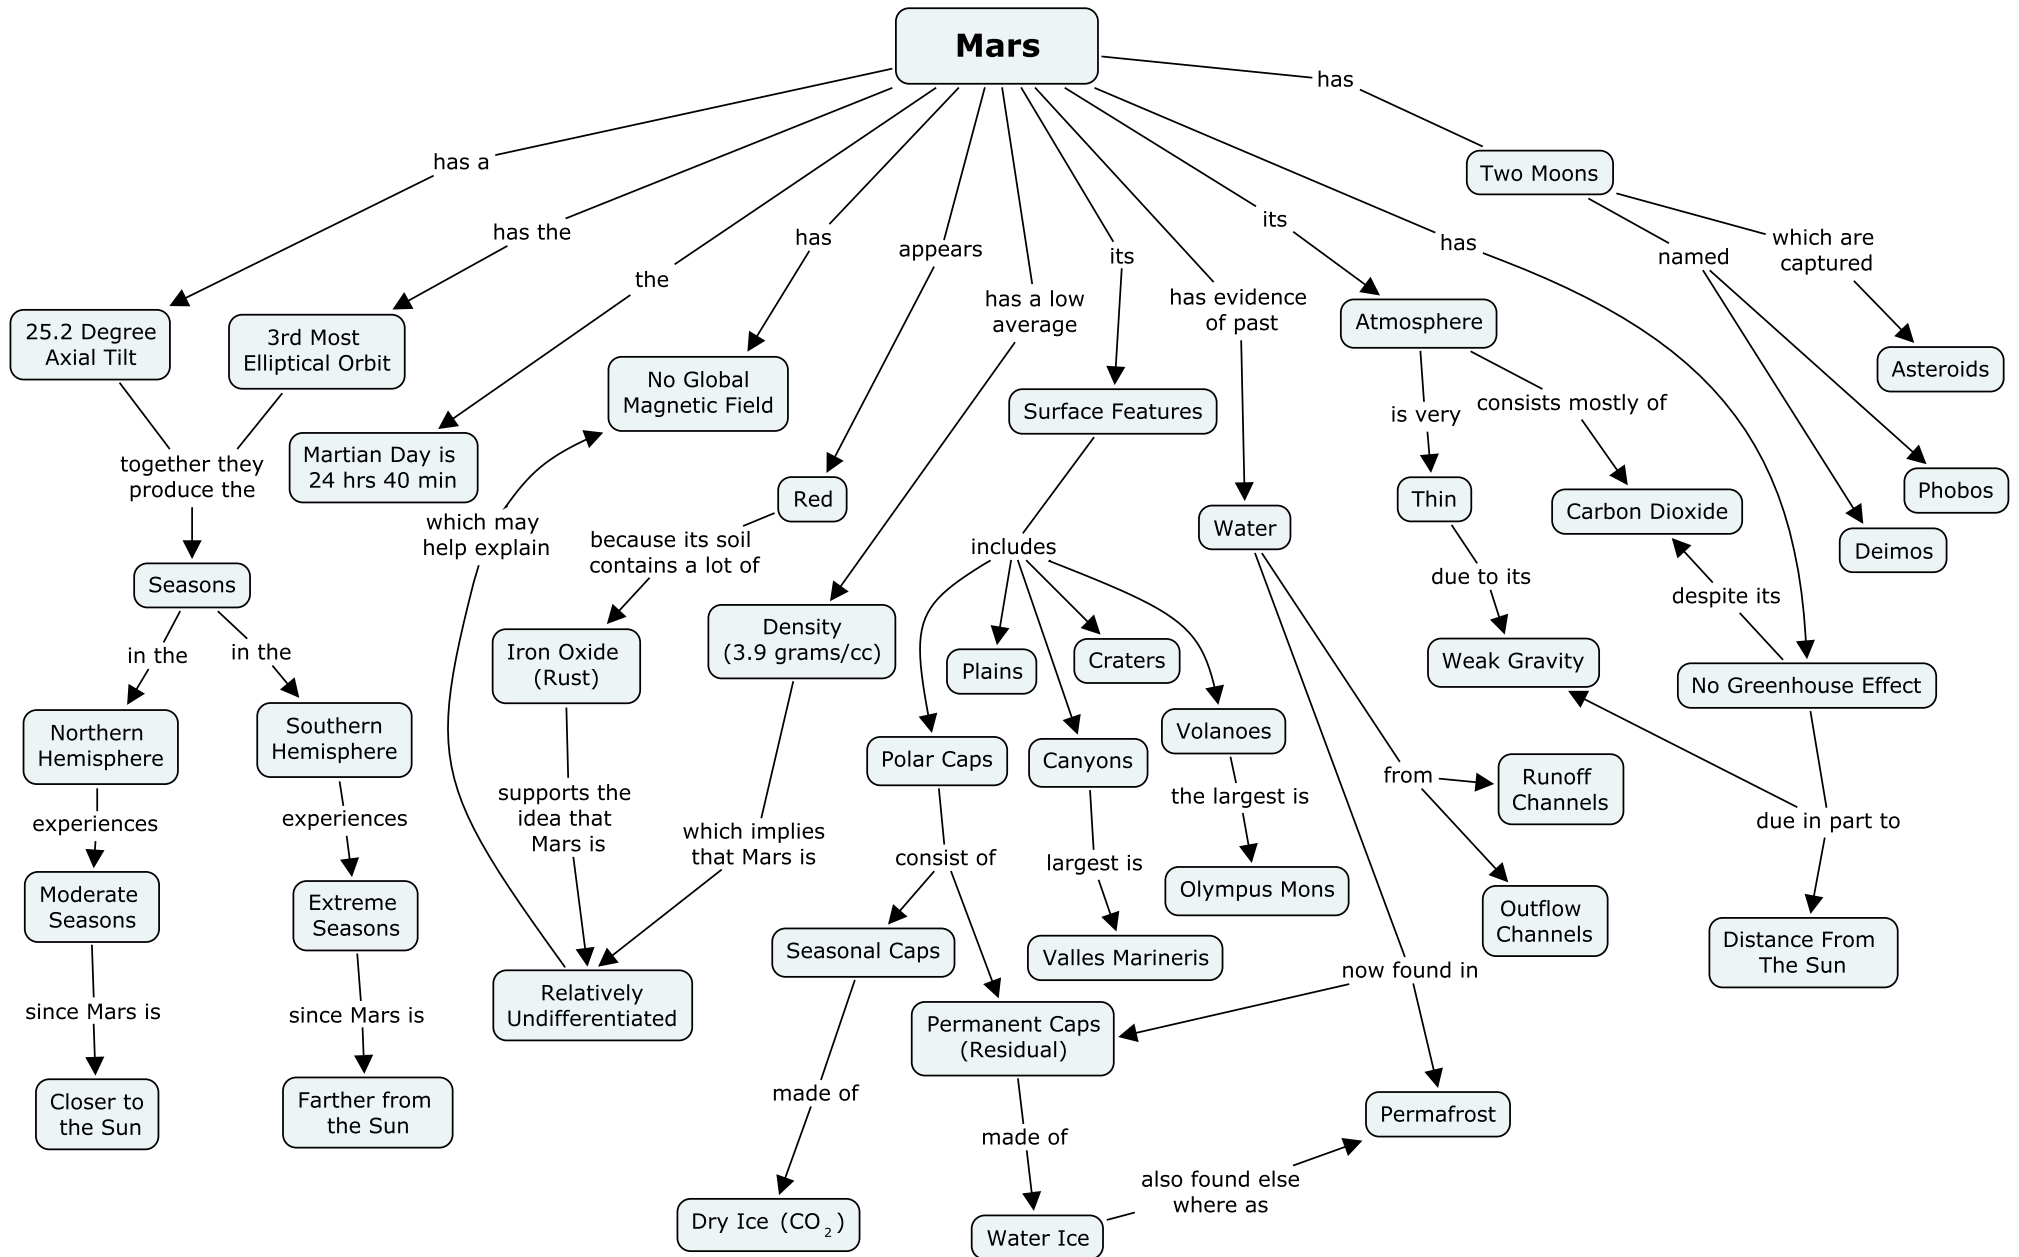 Mars
has
Two Moons
has a
its
which are
captured
has the
has
has
named
appears
its
the
has a low
average
has evidence
of past
25.2 Degree
Axial Tilt
3rd Most
Elliptical Orbit
Atmosphere
Asteroids
No Global
Magnetic Field
Surface Features
is very
consists mostly of
Martian Day is
24 hrs 40 min
together they
produce the
Red
Thin
Carbon Dioxide
Phobos
which may
help explain
because its soil
contains a lot of
includes
Water
Deimos
Seasons
due to its
despite its
in the
in the
Iron Oxide
(Rust)
Density
(3.9 grams/cc)
Plains
Craters
Weak Gravity
No Greenhouse Effect
Northern
Hemisphere
Southern
Hemisphere
Polar Caps
Canyons
Volanoes
from
Runoff
Channels
experiences
experiences
supports the
idea that
Mars is
which implies
that Mars is
the largest is
due in part to
consist of
largest is
Moderate
Seasons
Extreme
Seasons
Olympus Mons
Outflow
Channels
Seasonal Caps
Valles Marineris
now found in
Distance From
The Sun
since Mars is
since Mars is
Relatively
Undifferentiated
Permanent Caps
(Residual)
Closer to
the Sun
Farther from
the Sun
made of
made of
Permafrost
also found else
where as
Dry Ice (CO₂)
Water Ice